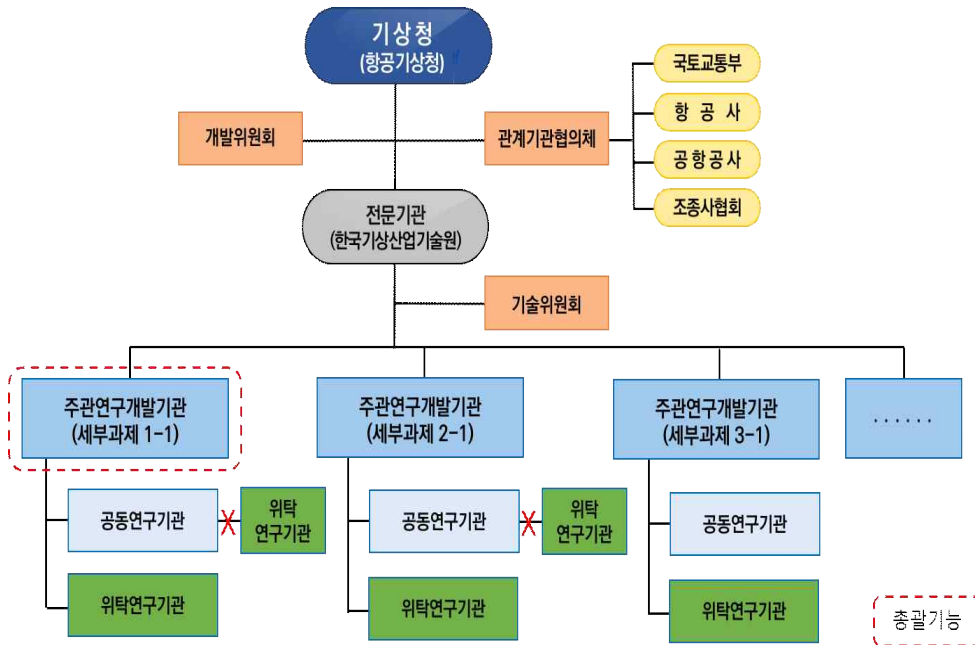 기상청
(항공기상청)
국토교통부
항 공 사
공항공사
조종사협회
개발위원회
관계기관협의체
전문기관
(한국기상산업기술원)
기술위원회
주관연구개발기관
(세부과제 1-1)
주관연구개발기관
(세부과제 2-1)
주관연구개발기관
(세부과제 3-1)
······
공동연구기관
위탁
연구기관
공동연구기관
위탁
연구기관
공동연구기관
위탁연구기관
위탁연구기관
위탁연구기관
총괄기능